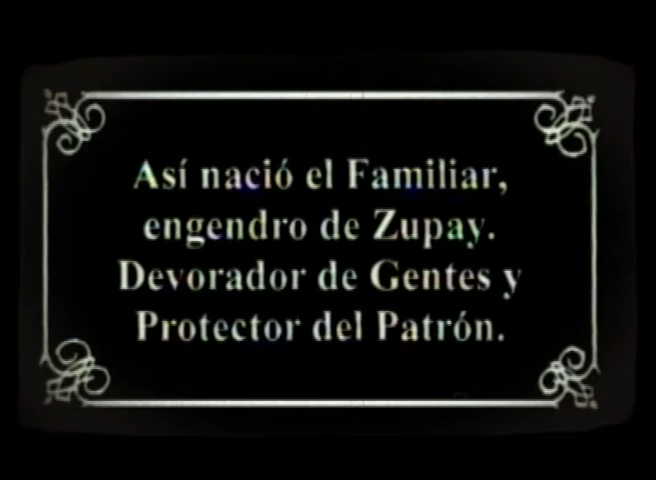 Así nació el Familiar,
engendro de Zupay.
Devorador de Gentes y
Protector del Patrón.